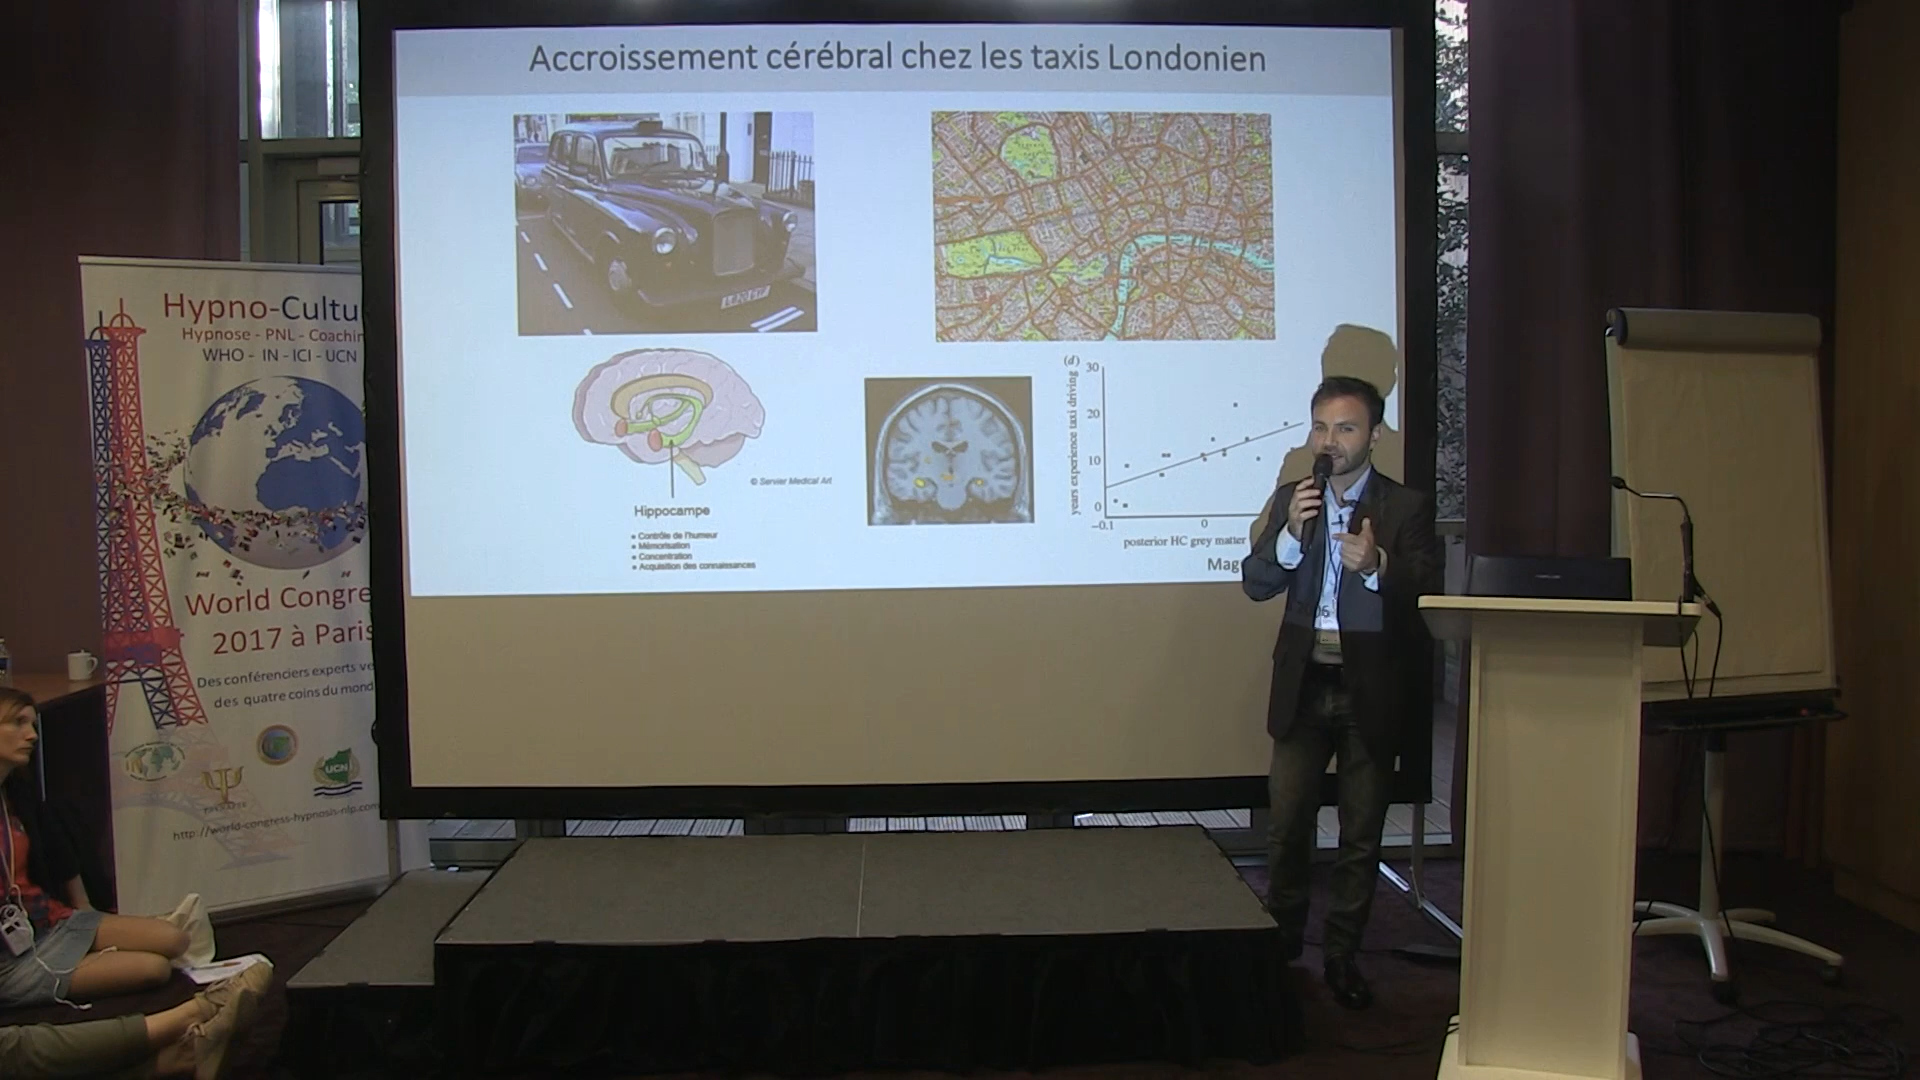 Accroissement cérébral chez les taxis Londonien
L820 GYF
© Servier Medical Art
Hippocampe
• Contrôle de l'humeur
• Mémorisation
• Concentration
• Acquisition des connaissances
(d)
years experience taxi driving
30
20
10
0
−0.1
0
posterior HC grey matter
Mag
Hypno-Cultu
Hypnose - PNL - Coachin
WHO - IN - ICI - UCN
World Congre
2017 à Paris
Des conférenciers experts ve
des quatre coins du mond
UCN
http://world-congress-hypnosis-nlp.com